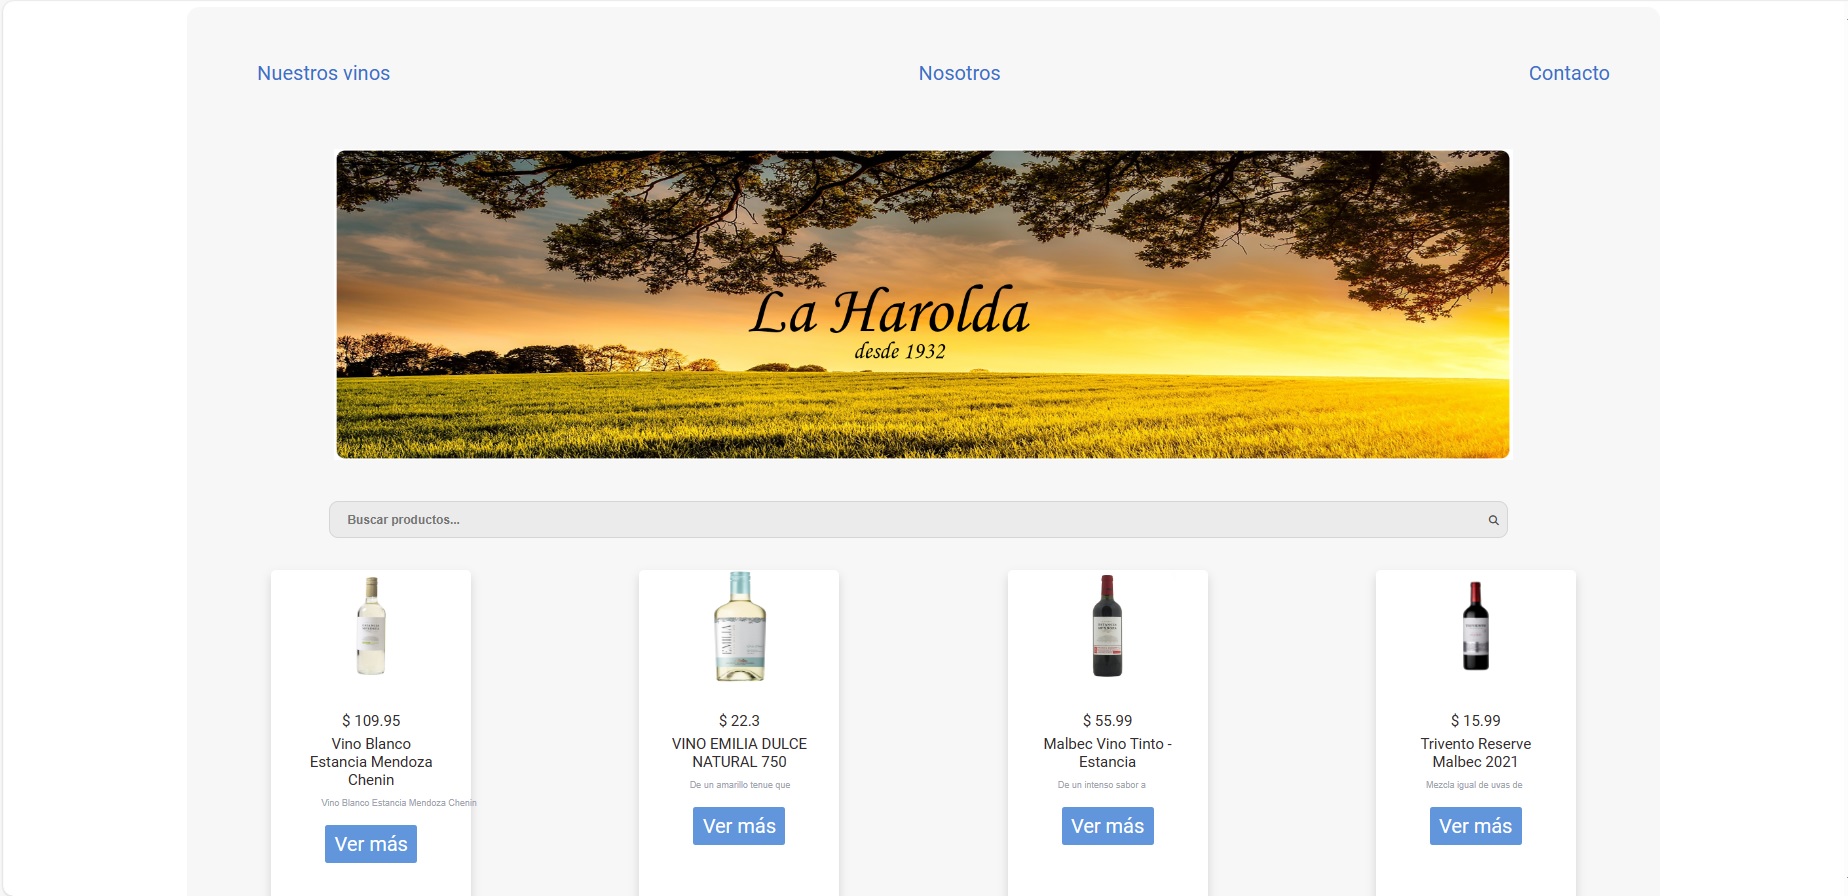 Nuestros vinos
Nosotros
Contacto
La Harolda
desde 1932
Buscar productos...
$ 109.95
Vino Blanco
Estancia Mendoza
Chenin
Vino Blanco Estancia Mendoza Chenin
Ver más
$ 22.3
VINO EMILIA DULCE
NATURAL 750
De un amarillo tenue que
Ver más
$ 55.99
Malbec Vino Tinto -
Estancia
De un intenso sabor a
Ver más
$ 15.99
Trivento Reserve
Malbec 2021
Mezcla igual de uvas de
Ver más
EMILIA